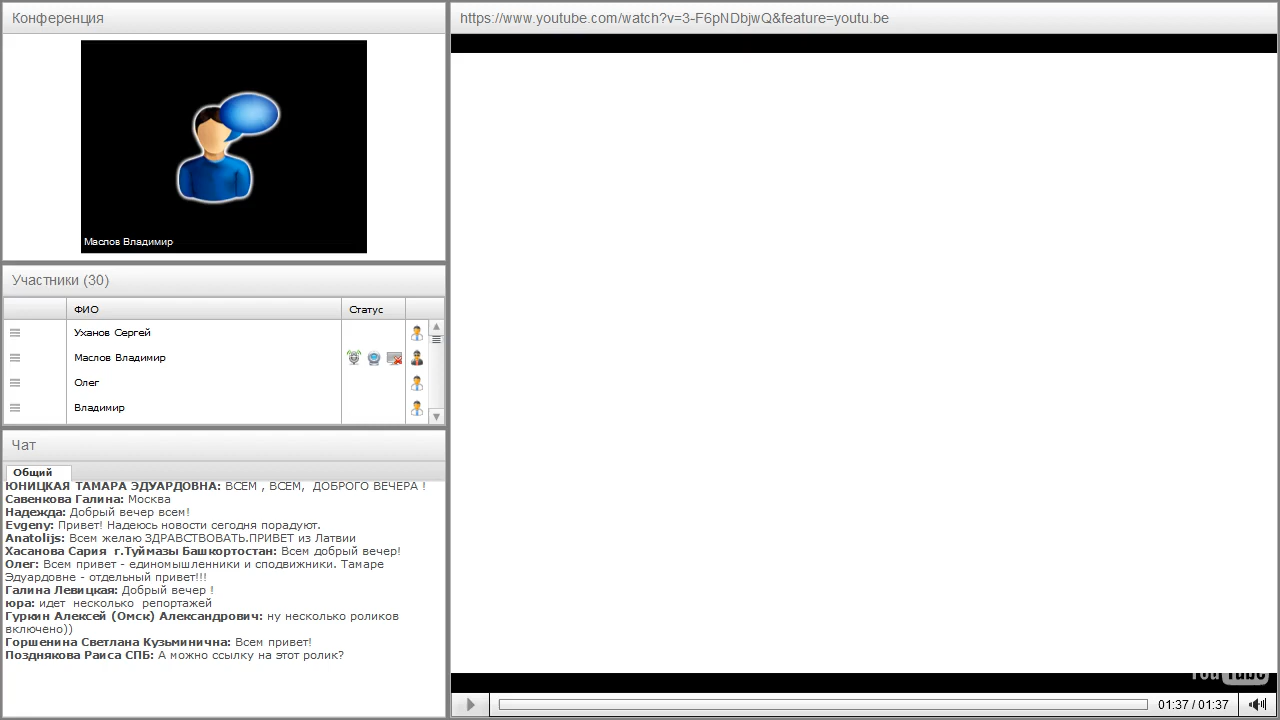 Конференция
https://www.youtube.com/watch?v=3-F6pNDbjwQ&feature=youtu.be
Маслов Владимир
Участники (30)
ФИО Статус
Уханов Сергей
Маслов Владимир
Олег
Владимир
Чат
Общий
ЮНИЦКАЯ ТАМАРА ЭДУАРДОВНА: ВСЕМ , ВСЕМ, ДОБРОГО ВЕЧЕРА !
Савенкова Галина: Москва
Надежда: Добрый вечер всем!
Evgeny: Привет! Надеюсь новости сегодня порадуют.
Anatolijs: Всем желаю ЗДРАВСТВОВАТЬ.ПРИВЕТ из Латвии
Хасанова Сария г.Туймазы Башкортостан: Всем добрый вечер!
Олег: Всем привет - единомышленники и сподвижники. Тамаре
Эдуардовне - отдельный привет!!!
Галина Левицкая: Добрый вечер !
юра: идет несколько репортажей
Гуркин Алексей (Омск) Александрович: ну несколько роликов
включено))
Горшенина Светлана Кузьминична: Всем привет!
Позднякова Раиса СПБ: А можно ссылку на этот ролик?
YouTube
01:37 / 01:37